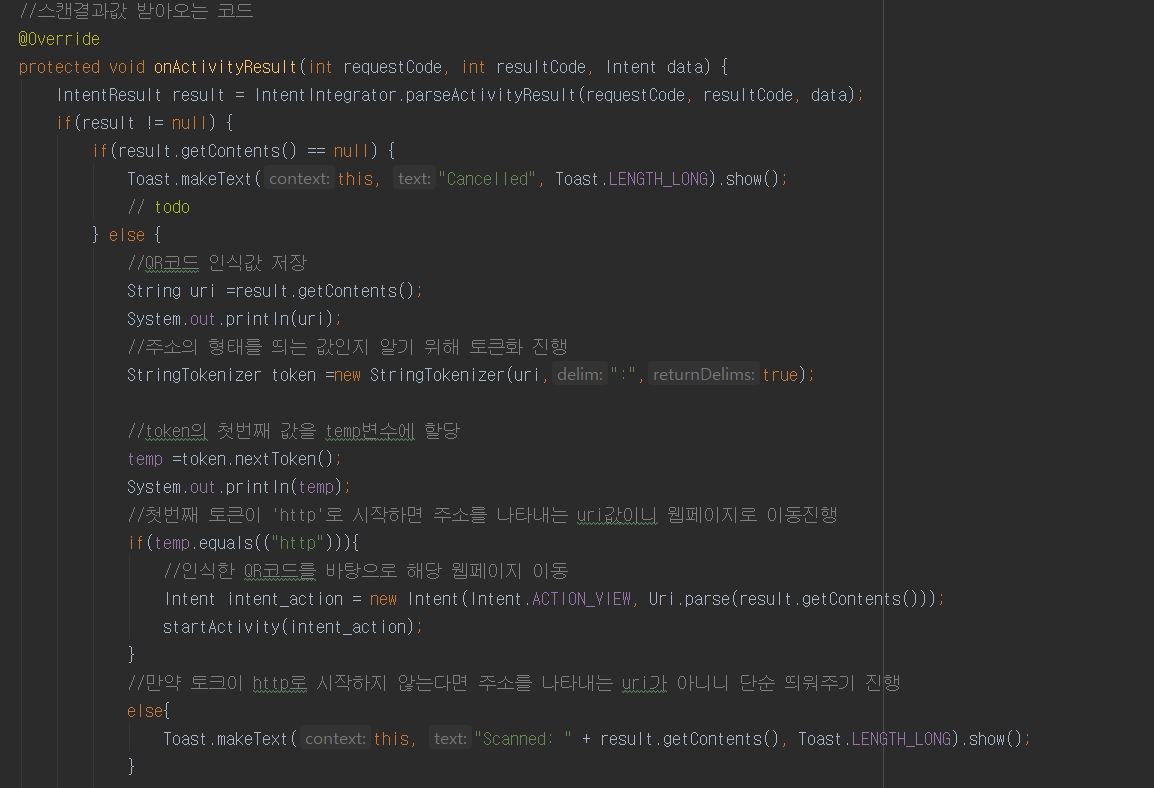 //스캔결과값 받아오는 코드
@Override
protected void onActivityResult(int requestCode, int resultCode, Intent data) {
IntentResult result = IntentIntegrator.parseActivityResult(requestCode, resultCode, data);
if(result != null) {
if(result.getContents() == null) {
Toast.makeText( context: this, text: "Cancelled", Toast.LENGTH_LONG).show();
// todo
} else {
//QR코드 인식값 저장
String uri =result.getContents();
System.out.println(uri);
//주소의 형태를 띄는 값인지 알기 위해 토큰화 진행
StringTokenizer token =new StringTokenizer(uri, delim: ":", returnDelims: true);
//token의 첫번째 값을 temp변수에 할당
temp =token.nextToken();
System.out.println(temp);
//첫번째 토큰이 'http'로 시작하면 주소를 나타내는 uri값이니 웹페이지로 이동진행
if(temp.equals(("http"))){
//인식한 QR코드를 바탕으로 해당 웹페이지 이동
Intent intent_action = new Intent(Intent.ACTION_VIEW, Uri.parse(result.getContents()));
startActivity(intent_action);
}
//만약 토크이 http로 시작하지 않는다면 주소를 나타내는 uri가 아니니 단순 띄워주기 진행
else{
Toast.makeText( context: this, text: "Scanned: " + result.getContents(), Toast.LENGTH_LONG).show();
}